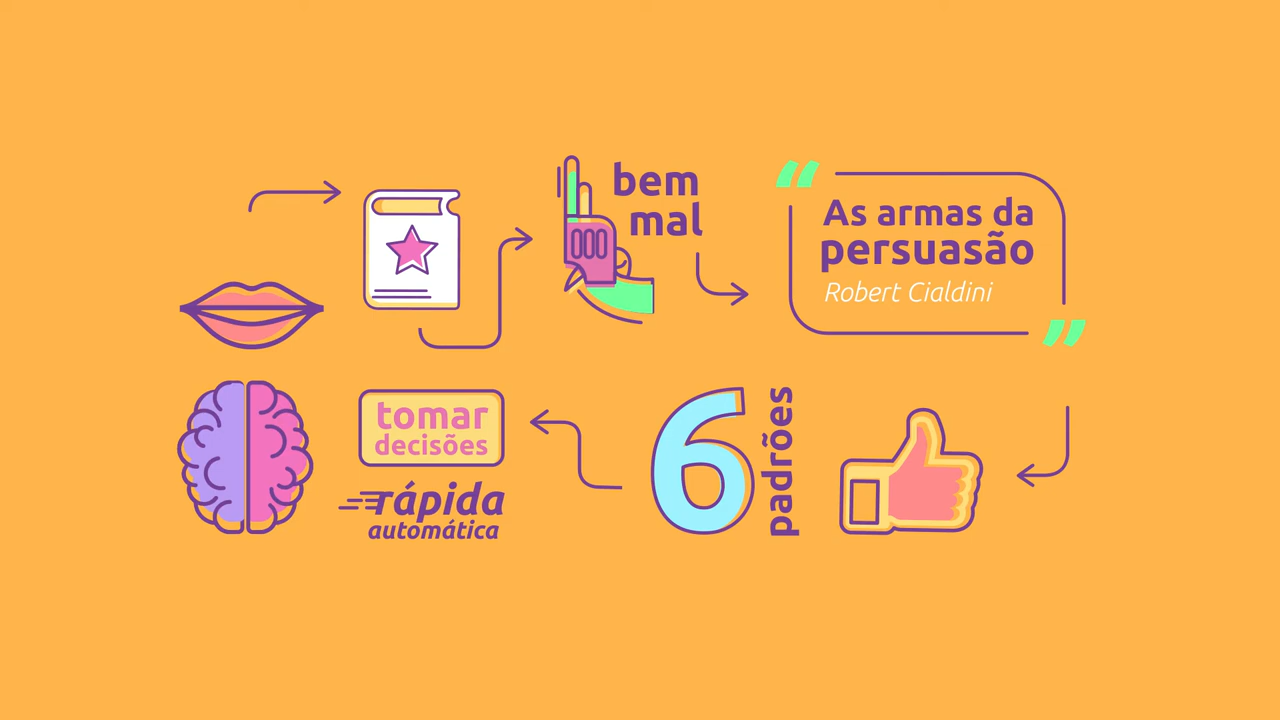 bem
mal
As armas da
persuasão
Robert Cialdini
tomar
decisões
rápida
automática
6
padrões